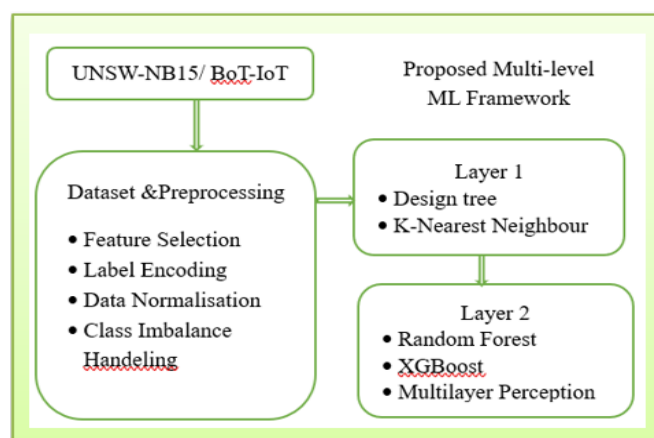 UNSW-NB15/ BoT-IoT
Proposed Multi-level
ML Framework
Dataset &Preprocessing
• Feature Selection
• Label Encoding
• Data Normalisation
• Class Imbalance
Handeling
Layer 1
• Design tree
• K-Nearest Neighbour
Layer 2
• Random Forest
• XGBoost
• Multilayer Perception